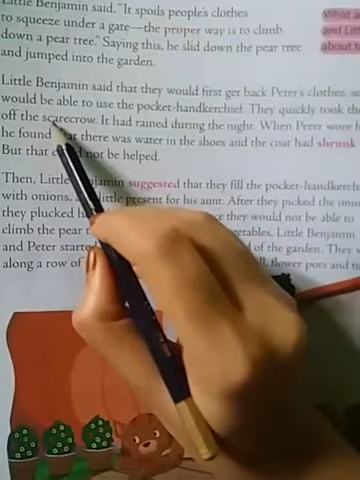 Little Benjamin said, "It spoils people's clothes
to squeeze under a gate—the proper way is to climb
down a pear tree." Saying this, he slid down the pear tree
and jumped into the garden.
What a
and Litt
about t
Little Benjamin said that they would first get back Peter's clothes, so
would be able to use the pocket-handkerchief. They quickly took the
off the scarecrow. It had rained during the night. When Peter wore
he found there was water in the shoes and the coat had shrunk
But that not be helped.
Then, Little suggested that they fill the pocket-handkerch
with onions, little present for his aunt. After they picked the onio
they plucked they would not be able to
climb the pear Little Benjamin
and Peter of the garden. They w
along a row of flower pots and